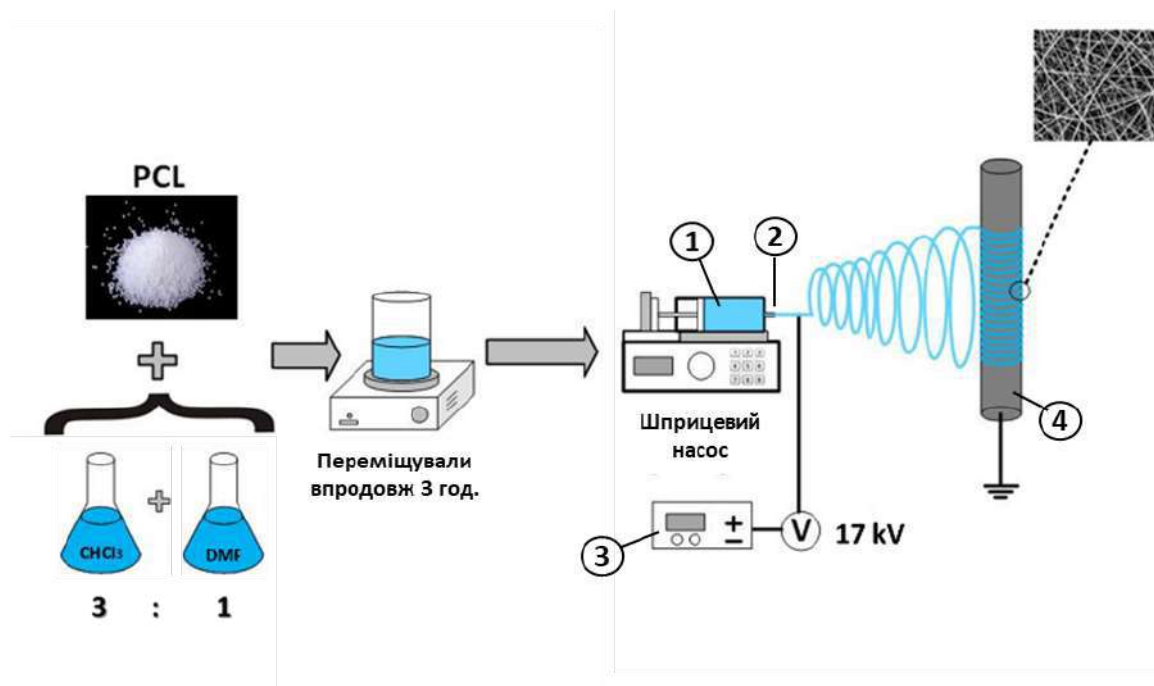 PCL
CHCl3
DMF
3 : 1
Переміщували
впродовж 3 год.
1
2
Шприцевий
насос
3
+
−
V
17 kV
4